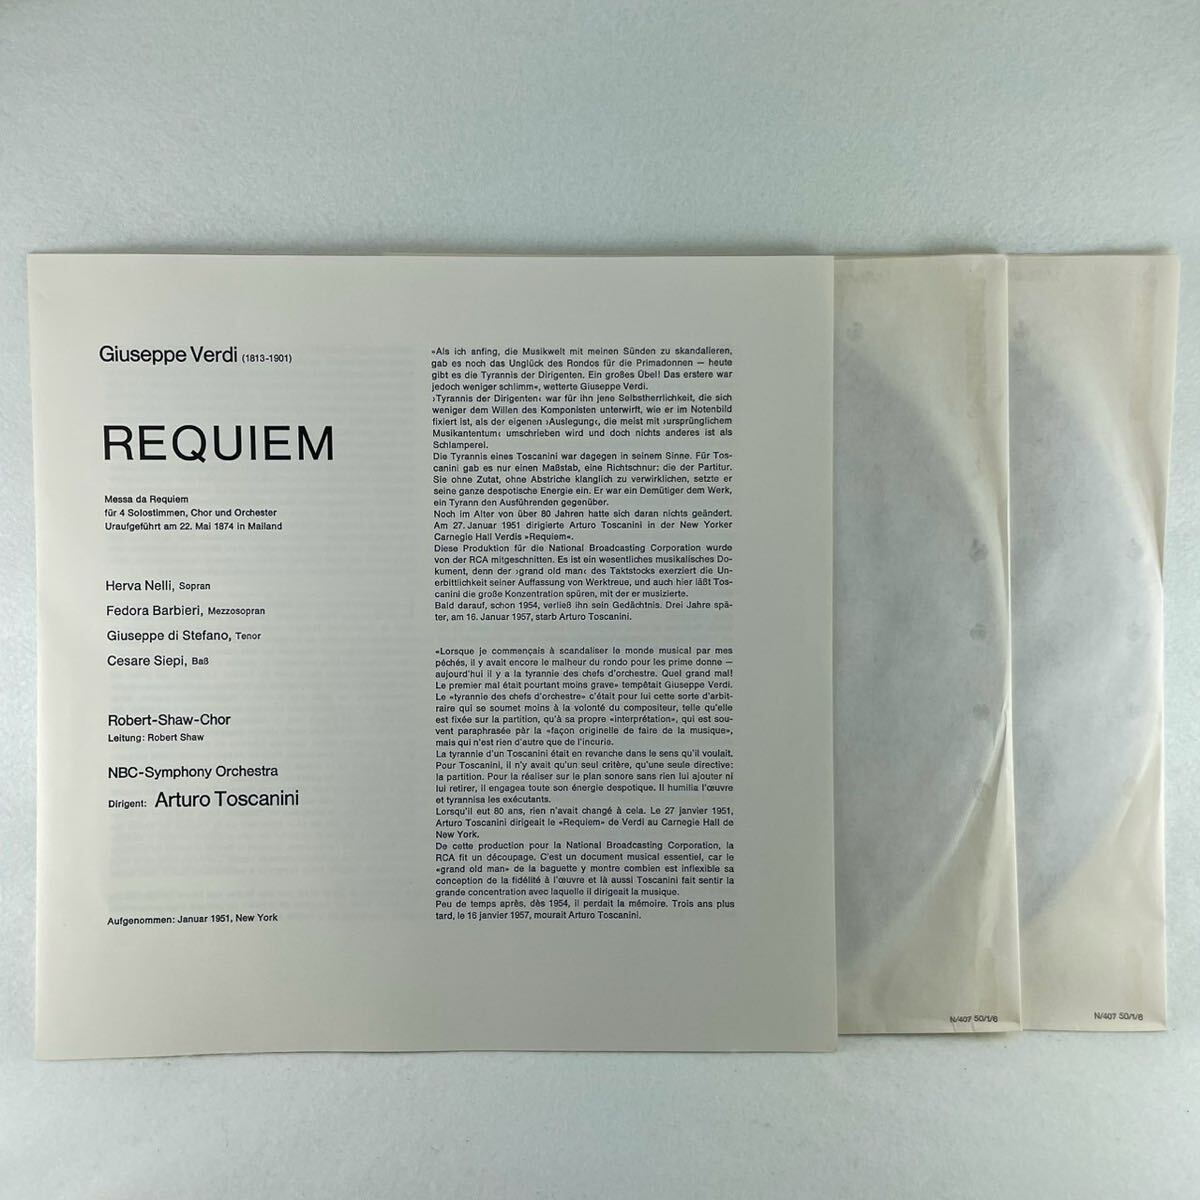 Giuseppe Verdi (1813-1901)
REQUIEM
Messa da Requiem
für 4 Solostimmen, Chor und Orchester
Uraufgeführt am 22. Mai 1874 in Mailand
Herva Nelli, Sopran
Fedora Barbieri, Mezzosopran
Giuseppe di Stefano, Tenor
Cesare Siepi, Baß
Robert-Shaw-Chor
Leitung: Robert Shaw
NBC-Symphony Orchestra
Dirigent: Arturo Toscanini
Aufgenommen: Januar 1951, New York
»Als ich anfing, die Musikwelt mit meinen Sünden zu skandalieren,
gab es noch das Unglück des Rondos für die Primadonnen — heute
gibt es die Tyrannis der Dirigenten. Ein großes Übel! Das erstere war
jedoch weniger schlimm«, wetterte Giuseppe Verdi.
›Tyrannis der Dirigenten‹ war für ihn jene Selbstherrlichkeit, die sich
weniger dem Willen des Komponisten unterwirft, wie er im Notenbild
fixiert ist, als der eigenen ›Auslegung‹, die meist mit ›ursprünglichem
Musikantentum‹ umschrieben wird und doch nichts anderes ist als
Schlamperei.
Die Tyrannis eines Toscanini war dagegen in seinem Sinne. Für Tos-
canini gab es nur einen Maßstab, eine Richtschnur: die der Partitur.
Sie ohne Zutat, ohne Abstriche klanglich zu verwirklichen, setzte er
seine ganze despotische Energie ein. Er war ein Demütiger dem Werk,
ein Tyrann den Ausführenden gegenüber.
Noch im Alter von über 80 Jahren hatte sich daran nichts geändert.
Am 27. Januar 1951 dirigierte Arturo Toscanini in der New Yorker
Carnegie Hall Verdis »Requiem«.
Diese Produktion für die National Broadcasting Corporation wurde
von der RCA mitgeschnitten. Es ist ein wesentliches musikalisches Do-
kument, denn der ›grand old man‹ des Taktstocks exerziert die Un-
erbittlichkeit seiner Auffassung von Werktreue, und auch hier läßt Tos-
canini die große Konzentration spüren, mit der er musizierte.
Bald darauf, schon 1954, verließ ihn sein Gedächtnis. Drei Jahre spä-
ter, am 16. Januar 1957, starb Arturo Toscanini.
«Lorsque je commençais à scandaliser le monde musical par mes
péchés, il y avait encore le malheur du rondo pour les prime donne —
aujourd'hui il y a la tyrannie des chefs d'orchestre. Quel grand mal!
Le premier mal était pourtant moins grave» tempêtait Giuseppe Verdi.
Le «tyrannie des chefs d'orchestre» c'était pour lui cette sorte d'arbit-
raire qui se soumet moins à la volonté du compositeur, telle qu'elle
est fixée sur la partition, qu'à sa propre «interprétation», qui est sou-
vent paraphrasée pàr la «façon originelle de faire de la musique»,
mais qui n'est rien d'autre que de l'incurie.
La tyrannie d'un Toscanini était en revanche dans le sens qu'il voulait.
Pour Toscanini, il n'y avait qu'un seul critère, qu'une seule directive:
la partition. Pour la réaliser sur le plan sonore sans rien lui ajouter ni
lui retirer, il engagea toute son énergie despotique. Il humilia l'œuvre
et tyrannisa les exécutants.
Lorsqu'il eut 80 ans, rien n'avait changé à cela. Le 27 janvier 1951,
Arturo Toscanini dirigeait le «Requiem» de Verdi au Carnegie Hall de
New York.
De cette production pour la National Broadcasting Corporation, la
RCA fit un découpage. C'est un document musical essentiel, car le
«grand old man» de la baguette y montre combien est inflexible sa
conception de la fidélité à l'œuvre et là aussi Toscanini fait sentir la
grande concentration avec laquelle il dirigeait la musique.
Peu de temps après, dès 1954, il perdait la mémoire. Trois ans plus
tard, le 16 janvier 1957, mourait Arturo Toscanini.
N/407 50/1/6
N/407 50/1/6